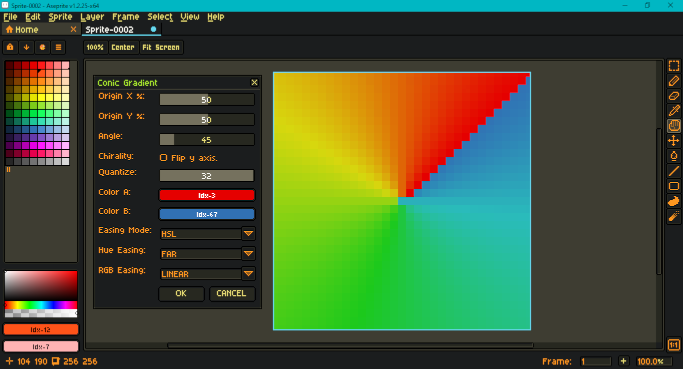 Sprite-0002 - Aseprite v1.2.25-x64
File Edit Sprite Layer Frame Select View Help
Home
Sprite-0002
100% Center Fit Screen
Conic Gradient
Origin X %: 50
Origin Y %: 50
Angle: 45
Chirality: Flip y axis.
Quantize: 32
Color A: Idx-3
Color B: Idx-67
Easing Mode: HSL
Hue Easing: FAR
RGB Easing: LINEAR
OK CANCEL
Idx-12
Idx-7
1:1
104 190 256 256
Frame: 1 + 100.0%